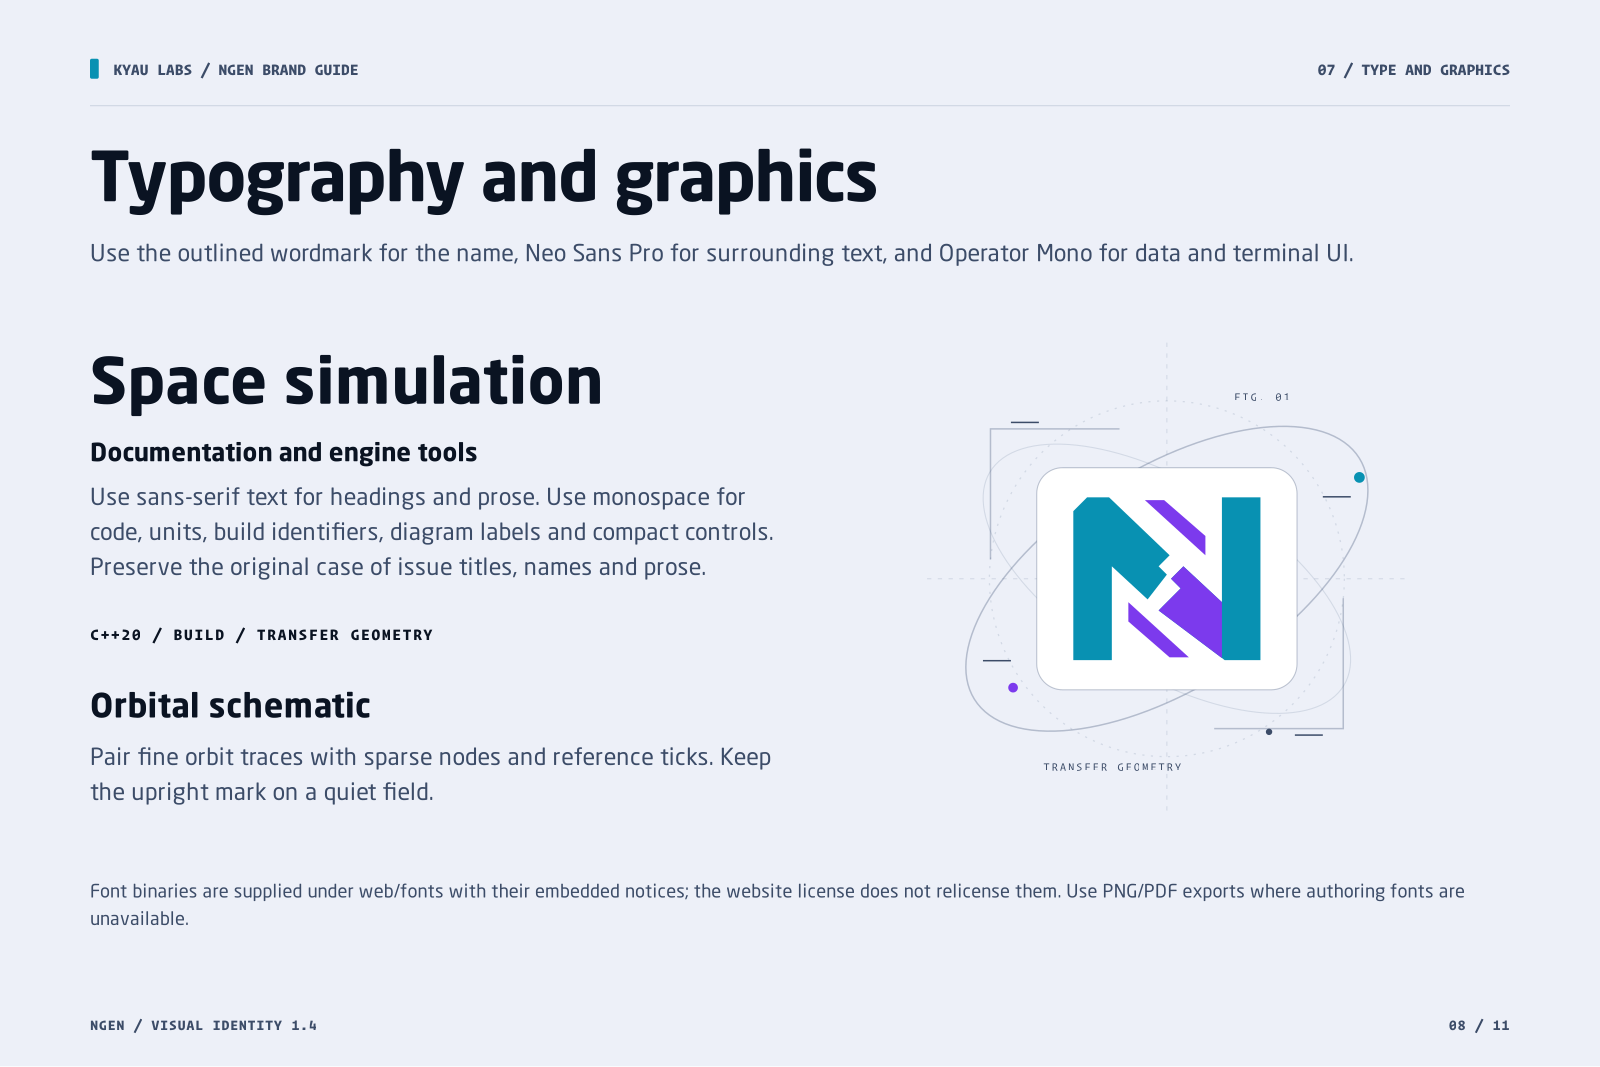 KYAU LABS / NGEN BRAND GUIDE
07 / TYPE AND GRAPHICS
Typography and graphics
Use the outlined wordmark for the name, Neo Sans Pro for surrounding text, and Operator Mono for data and terminal UI.
Space simulation
Documentation and engine tools
Use sans-serif text for headings and prose. Use monospace for
code, units, build identifiers, diagram labels and compact controls.
Preserve the original case of issue titles, names and prose.
C++20 / BUILD / TRANSFER GEOMETRY
Orbital schematic
Pair fine orbit traces with sparse nodes and reference ticks. Keep
the upright mark on a quiet field.
FIG. 01
N
TRANSFER GEOMETRY
Font binaries are supplied under web/fonts with their embedded notices; the website license does not relicense them. Use PNG/PDF exports where authoring fonts are
unavailable.
NGEN / VISUAL IDENTITY 1.4
08 / 11